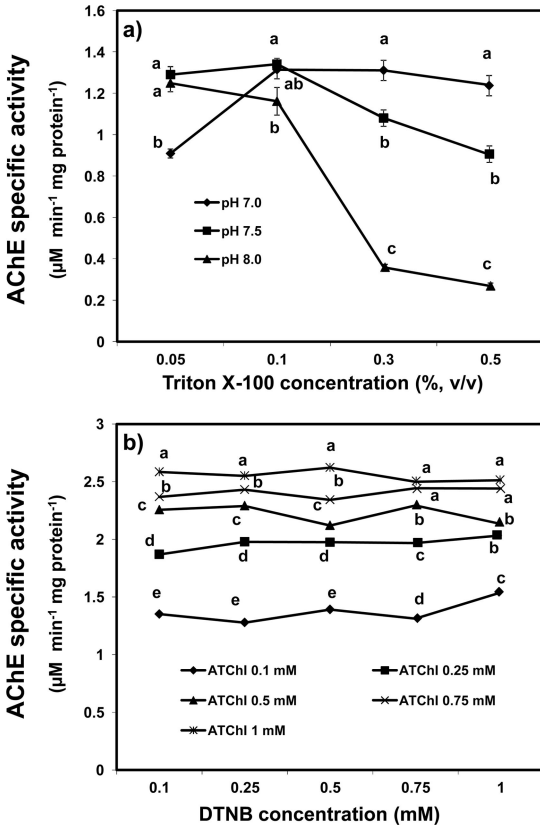 a)
1.6
1.4
1.2
1
0.8
0.6
0.4
0.2
0
AChE specific activity
(μM min-1 mg protein-1)
a
a
a
a
a
ab
b
b
b
b
c
c
pH 7.0
pH 7.5
pH 8.0
0.05
0.1
0.3
0.5
Triton X-100 concentration (%, v/v)
b)
3
2.5
2
1.5
1
0.5
0
AChE specific activity
(μM min-1 mg protein-1)
a
a
a
a
a
b
b
b
a
a
c
c
c
b
b
d
d
d
c
b
e
e
e
d
c
ATChI 0.1 mM
ATChI 0.25 mM
ATChI 0.5 mM
ATChI 0.75 mM
ATChI 1 mM
0.1
0.25
0.5
0.75
1
DTNB concentration (mM)